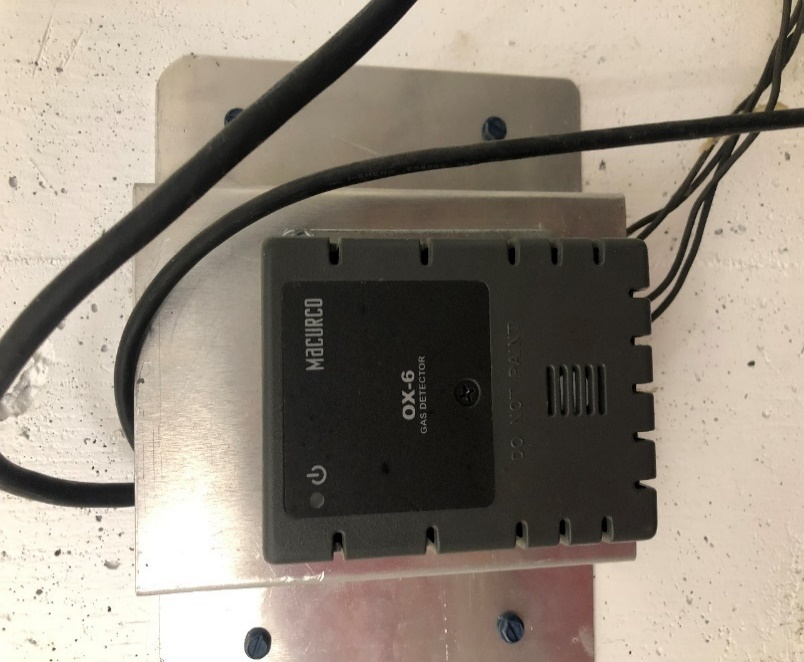 MACURCO
OX-6
GAS DETECTOR
DO NOT PAINT